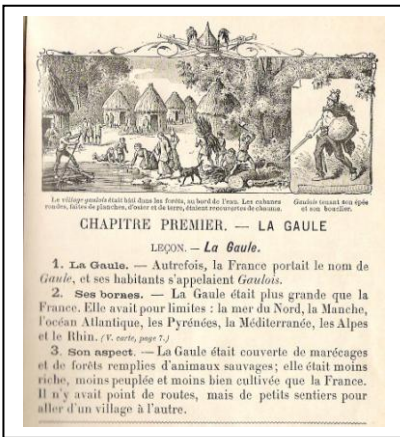 Le village gaulois était bâti dans les forêts, au bord de l'eau. Les cabanes
rondes, faites de planches, d'osier et de terre, étaient recouvertes de chaume.
Gaulois tenant son épée
et son bouclier.
CHAPITRE PREMIER. — LA GAULE
LEÇON. — La Gaule.
1. La Gaule. — Autrefois, la France portait le nom de
Gaule, et ses habitants s'appelaient Gaulois.
2. Ses bornes. — La Gaule était plus grande que la
France. Elle avait pour limites : la mer du Nord, la Manche,
l'océan Atlantique, les Pyrénées, la Méditerranée, les Alpes
et le Rhin. (V. carte, page 7.)
3. Son aspect. — La Gaule était couverte de marécages
et de forêts remplies d'animaux sauvages; elle était moins
riche, moins peuplée et moins bien cultivée que la France.
Il n'y avait point de routes, mais de petits sentiers pour
aller d'un village à l'autre.